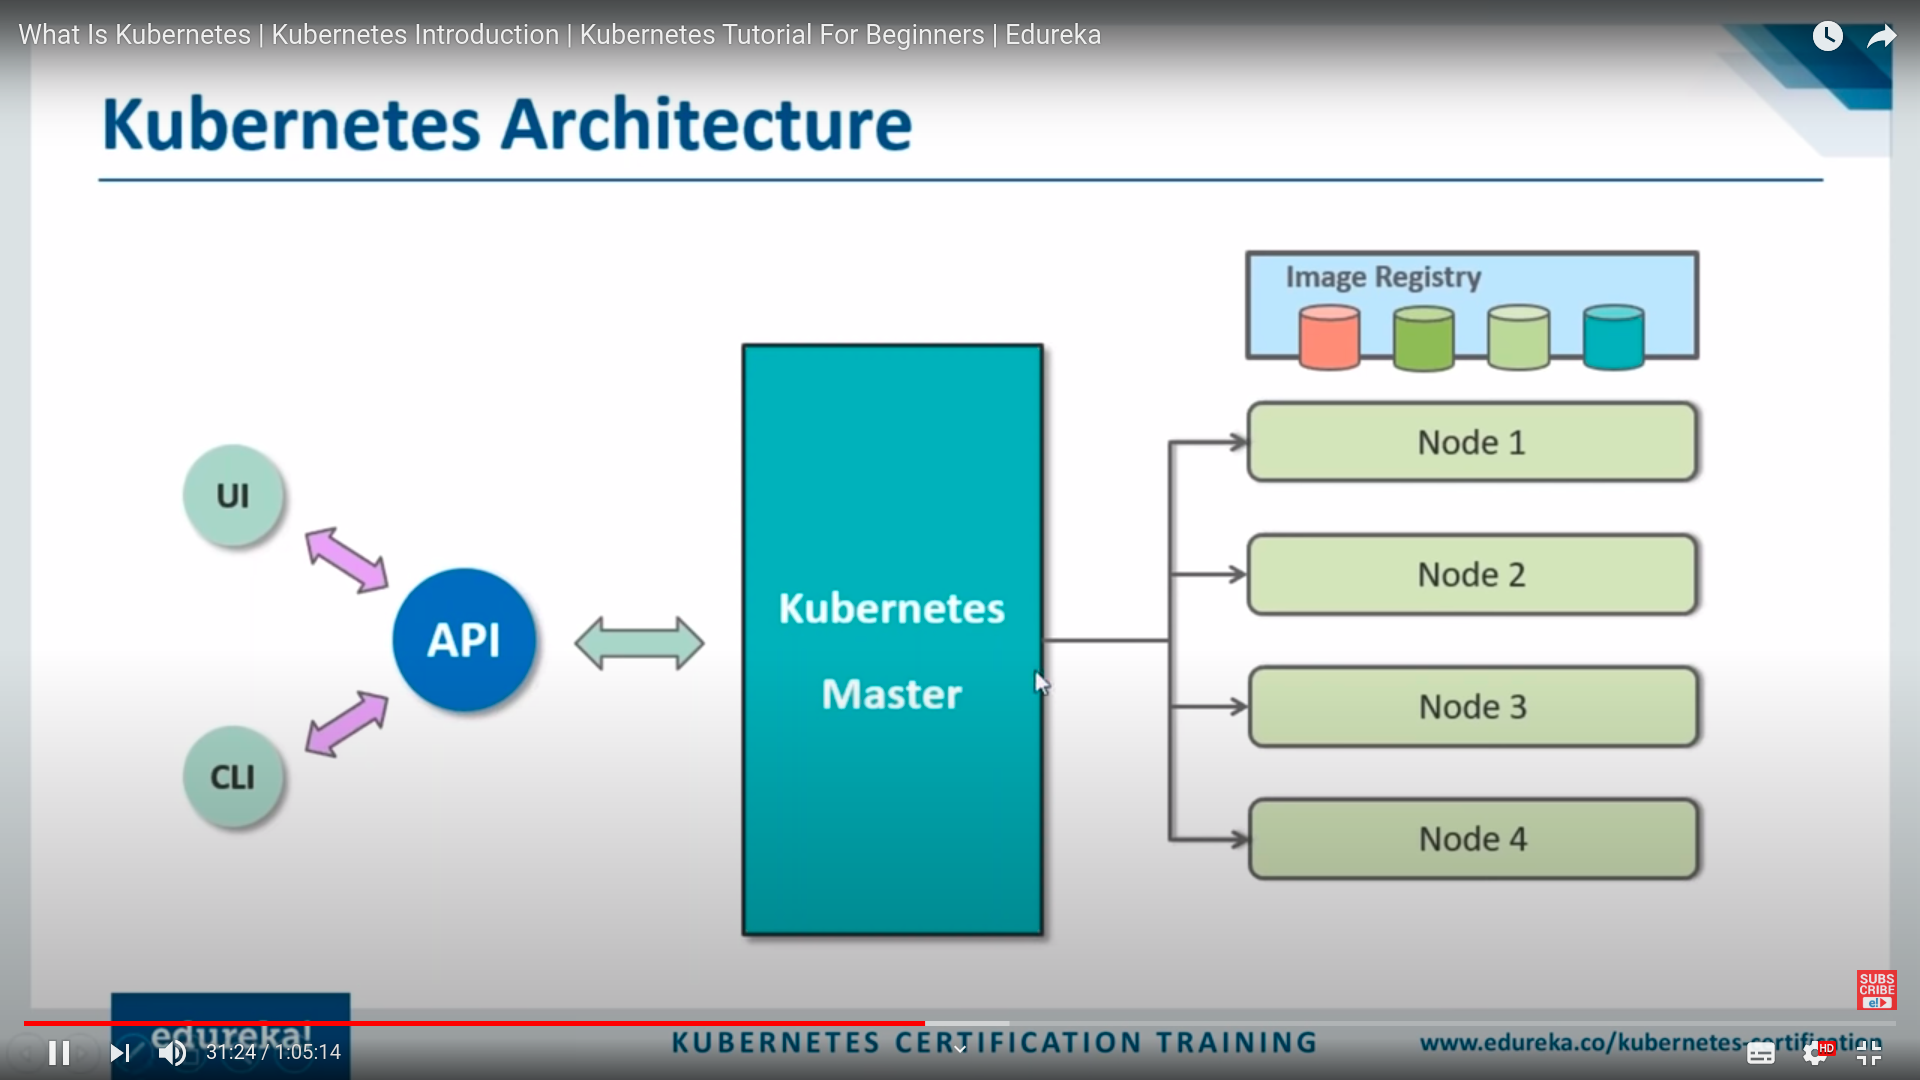 What Is Kubernetes | Kubernetes Introduction | Kubernetes Tutorial For Beginners | Edureka
Kubernetes Architecture
Image Registry
Node 1
UI
Node 2
API
Kubernetes
Master
Node 3
CLI
Node 4
SUBS
CRIBE
e!
edureka!
KUBERNETES CERTIFICATION TRAINING
www.edureka.co/kubernetes-certification
31:24 / 1:05:14
HD